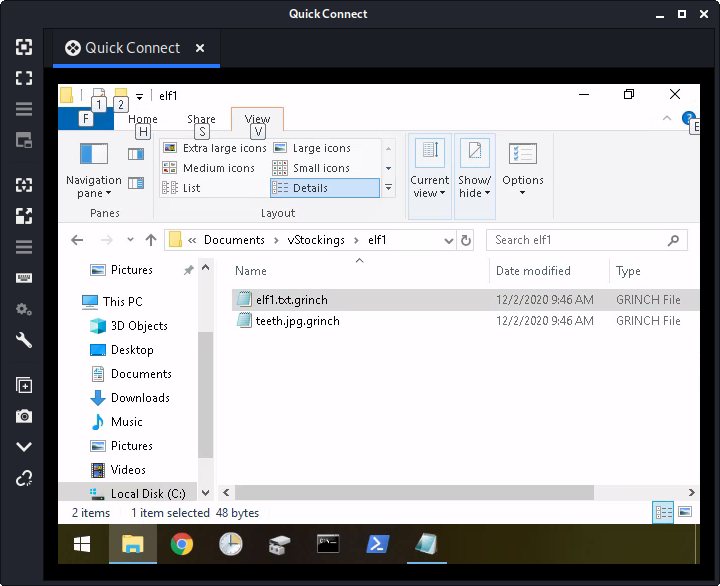 Quick Connect
Quick Connect
elf1
1
2
F
Home
Share
View
H
S
V
E
Navigation pane
Extra large icons
Large icons
Medium icons
Small icons
List
Details
Current view
Show/ hide
Options
Panes
Layout
« Documents › vStockings › elf1
Search elf1
Pictures
This PC
3D Objects
Desktop
Documents
Downloads
Music
Pictures
Videos
Local Disk (C:)
Name
Date modified
Type
elf1.txt.grinch
12/2/2020 9:46 AM
GRINCH File
teeth.jpg.grinch
12/2/2020 9:46 AM
GRINCH File
2 items
1 item selected 48 bytes